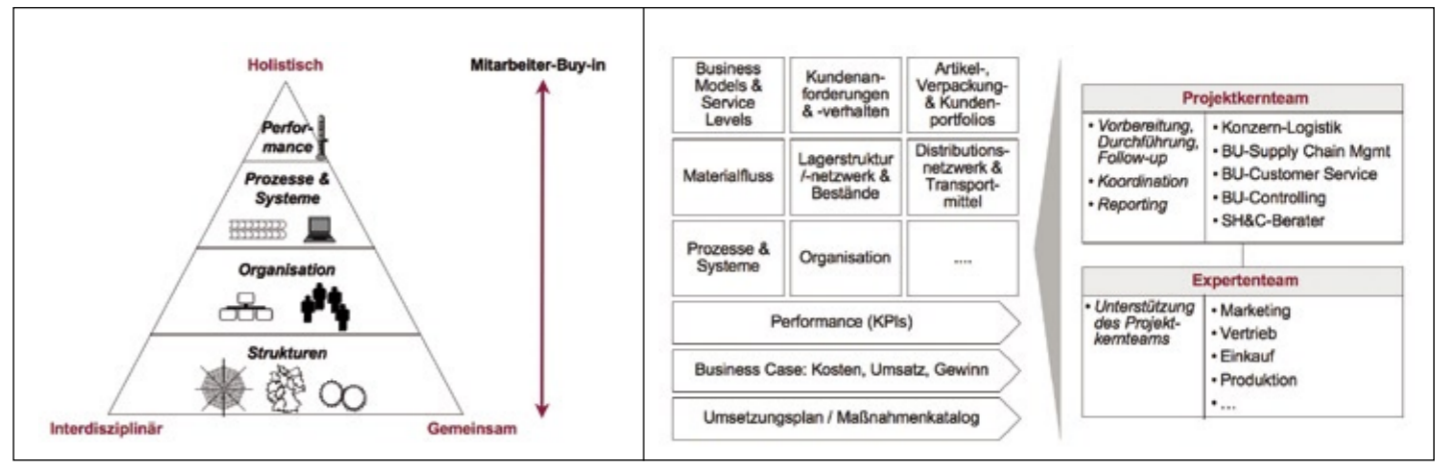 Holistisch
Mitarbeiter-Buy-in
Perfor-
mance
Prozesse &
Systeme
Organisation
Strukturen
Interdisziplinär
Gemeinsam
Business
Models &
Service
Levels
Kundenan-
forderungen
& -verhalten
Artikel-,
Verpackung-
& Kunden-
portfolios
Materialfluss
Lagerstruktur
/-netzwerk &
Bestände
Distributions-
netzwerk &
Transport-
mittel
Prozesse &
Systeme
Organisation
....
Performance (KPIs)
Business Case: Kosten, Umsatz, Gewinn
Umsetzungsplan / Maßnahmenkatalog
Projektkernteam
• Vorbereitung,
Durchführung,
Follow-up
• Koordination
• Reporting
• Konzern-Logistik
• BU-Supply Chain Mgmt
• BU-Customer Service
• BU-Controlling
• SH&C-Berater
Expertenteam
• Unterstützung
des Projekt-
kernteams
• Marketing
• Vertrieb
• Einkauf
• Produktion
• ...